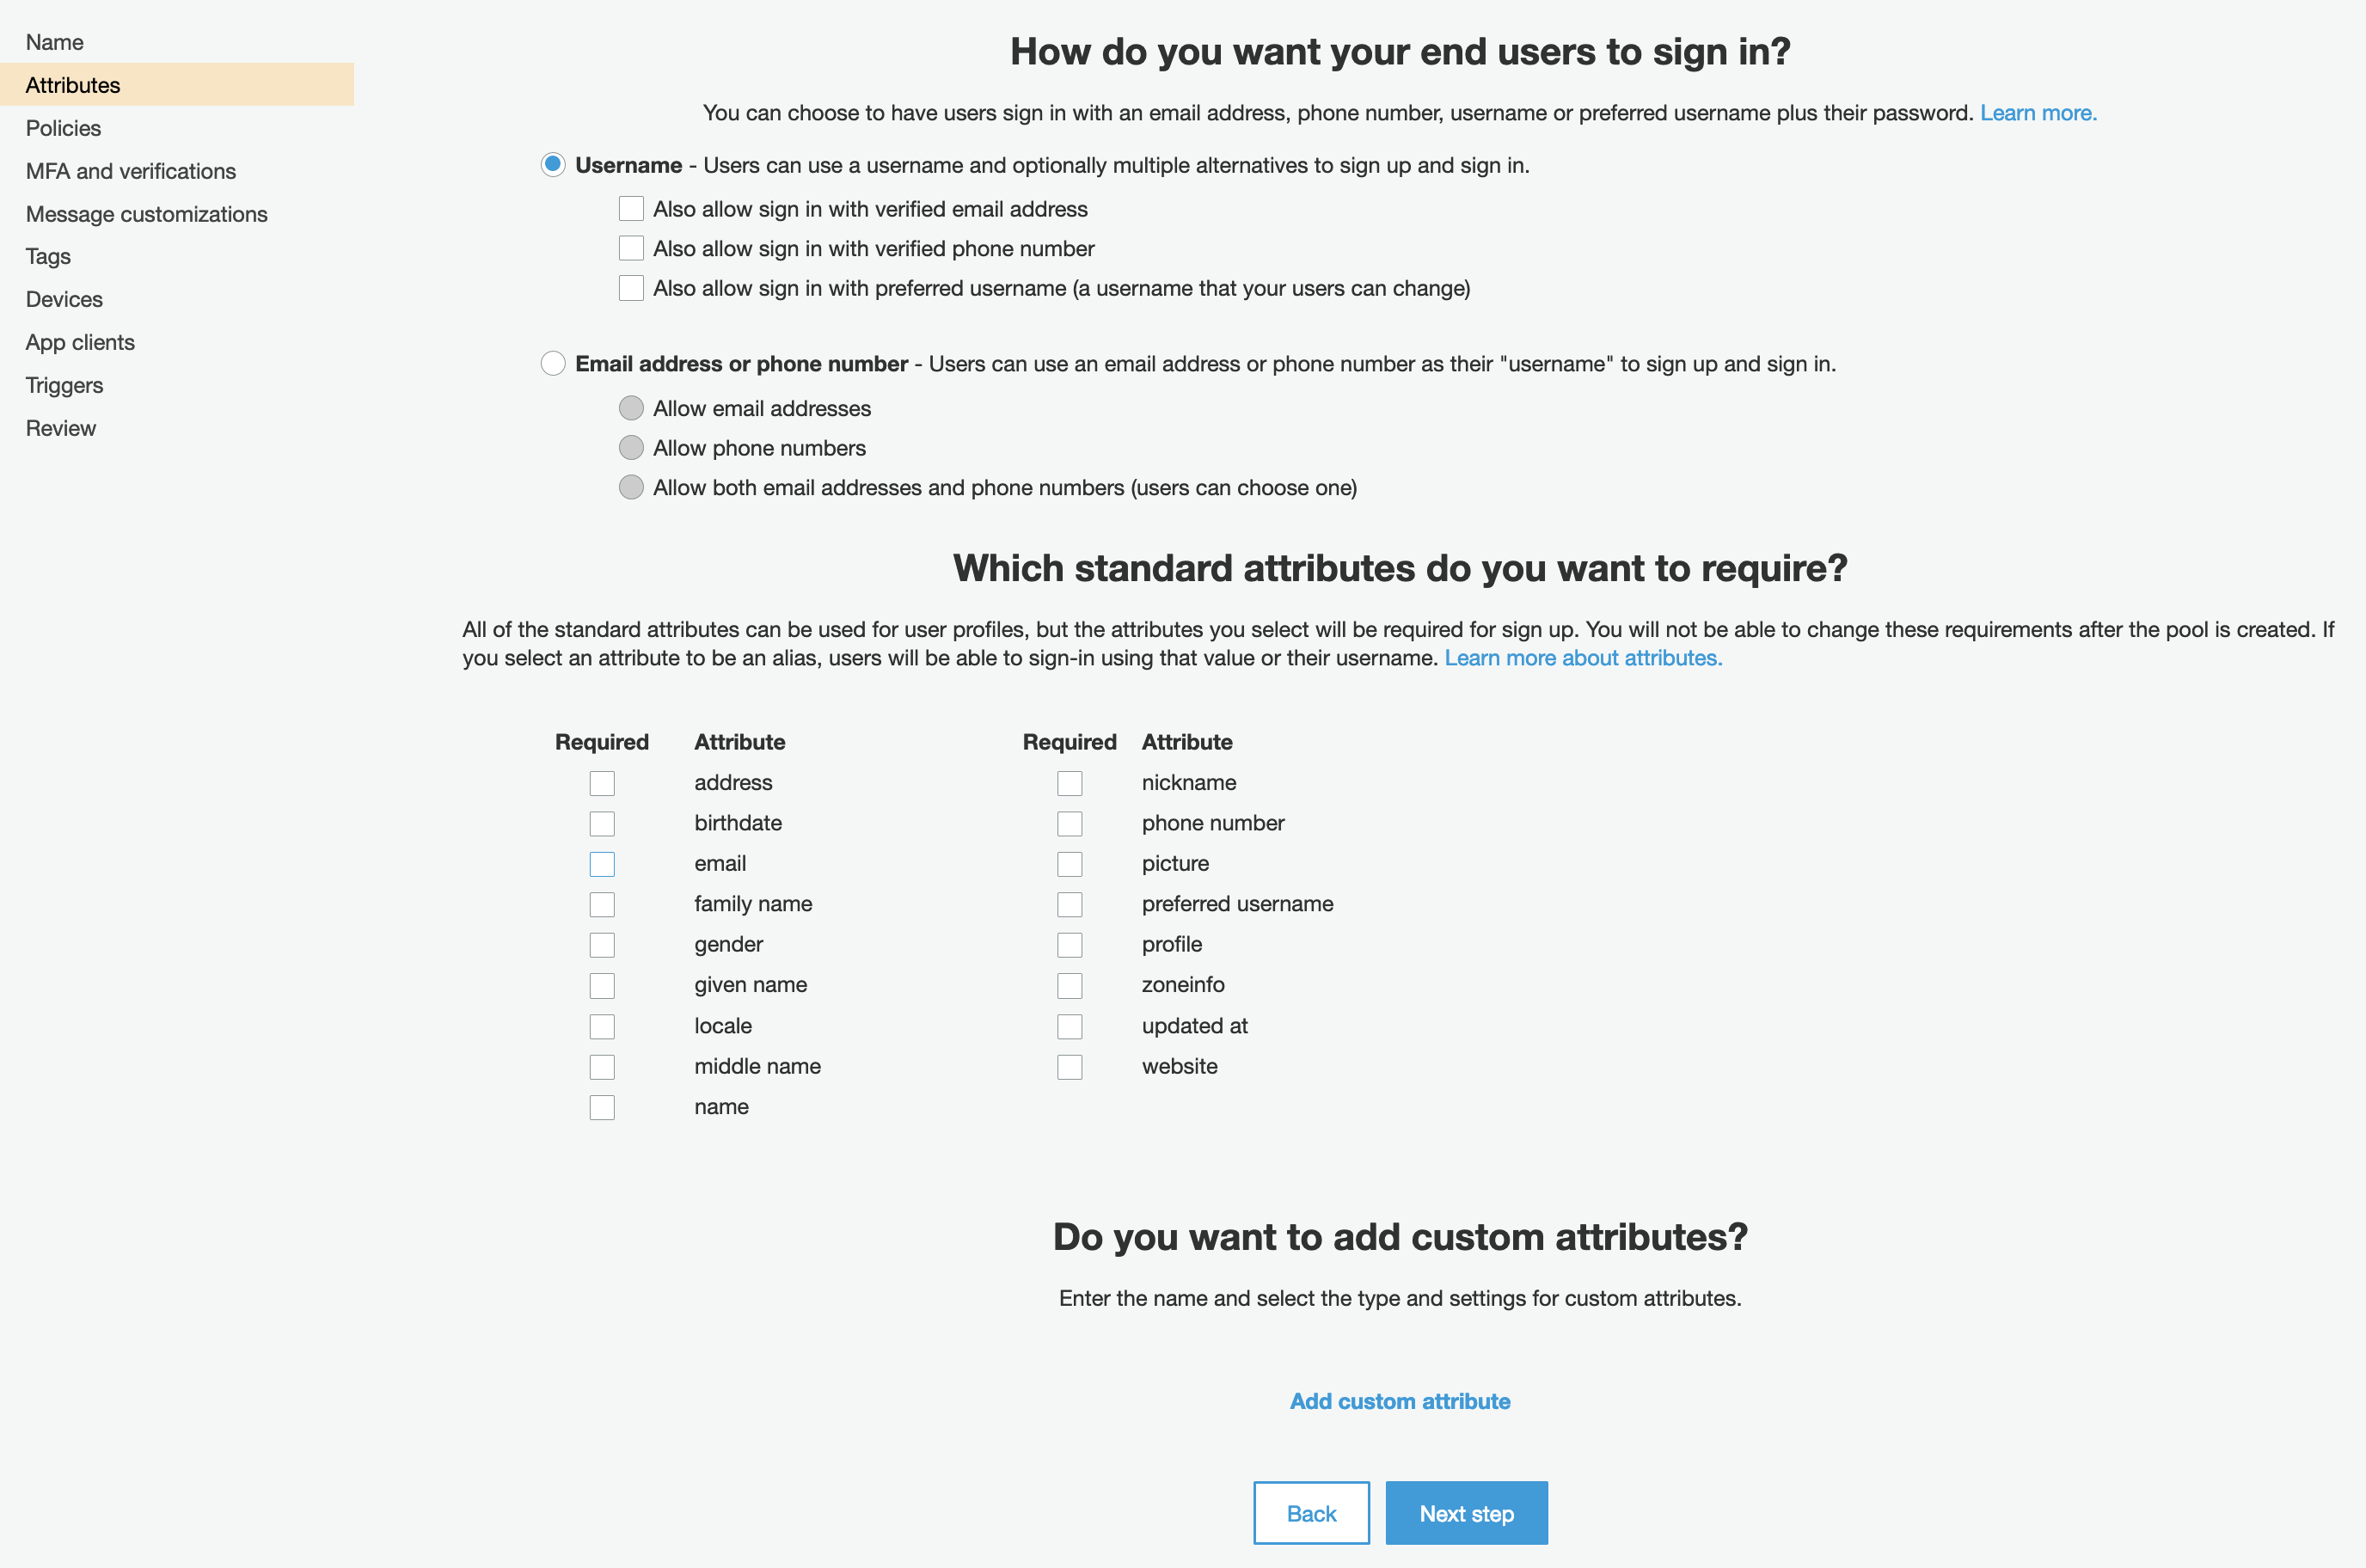 Name
Attributes
Policies
MFA and verifications
Message customizations
Tags
Devices
App clients
Triggers
Review
How do you want your end users to sign in?
You can choose to have users sign in with an email address, phone number, username or preferred username plus their password. Learn more.
Username - Users can use a username and optionally multiple alternatives to sign up and sign in.
Also allow sign in with verified email address
Also allow sign in with verified phone number
Also allow sign in with preferred username (a username that your users can change)
Email address or phone number - Users can use an email address or phone number as their "username" to sign up and sign in.
Allow email addresses
Allow phone numbers
Allow both email addresses and phone numbers (users can choose one)
Which standard attributes do you want to require?
All of the standard attributes can be used for user profiles, but the attributes you select will be required for sign up. You will not be able to change these requirements after the pool is created. If
you select an attribute to be an alias, users will be able to sign-in using that value or their username. Learn more about attributes.
Required Attribute
address
birthdate
email
family name
gender
given name
locale
middle name
name
Required Attribute
nickname
phone number
picture
preferred username
profile
zoneinfo
updated at
website
Do you want to add custom attributes?
Enter the name and select the type and settings for custom attributes.
Add custom attribute
Back
Next step